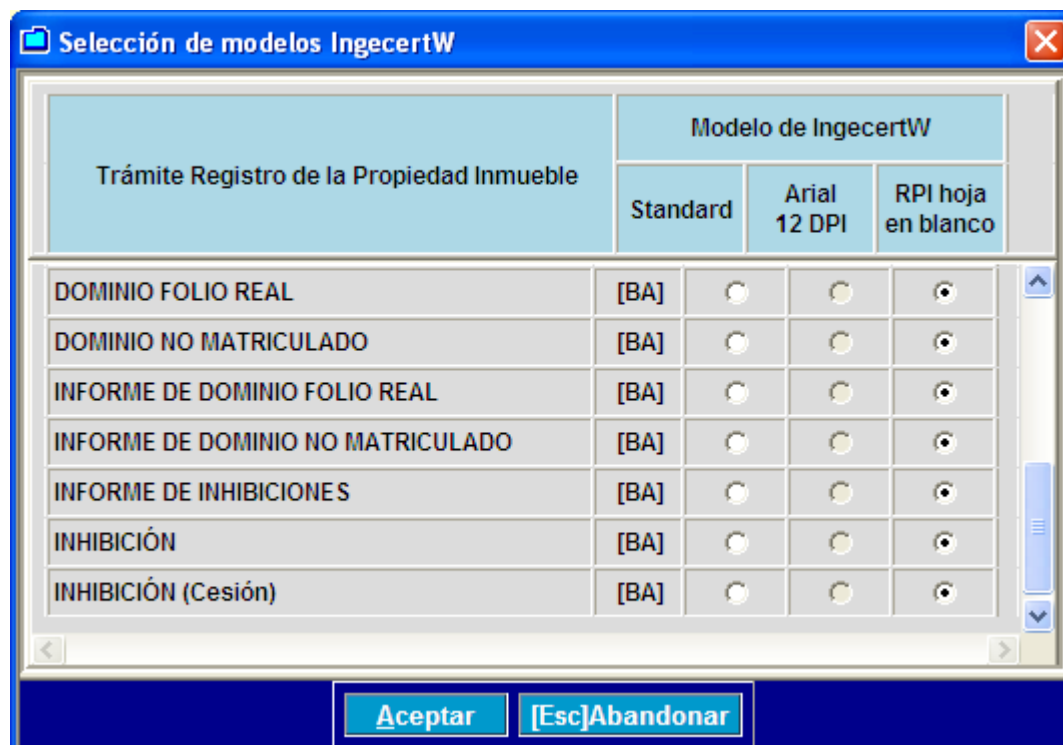 Selección de modelos IngecertW
Trámite Registro de la Propiedad Inmueble
Modelo de IngecertW
Standard
Arial
12 DPI
RPI hoja
en blanco
DOMINIO FOLIO REAL [BA]
DOMINIO NO MATRICULADO [BA]
INFORME DE DOMINIO FOLIO REAL [BA]
INFORME DE DOMINIO NO MATRICULADO [BA]
INFORME DE INHIBICIONES [BA]
INHIBICIÓN [BA]
INHIBICIÓN (Cesión) [BA]
Aceptar [Esc]Abandonar